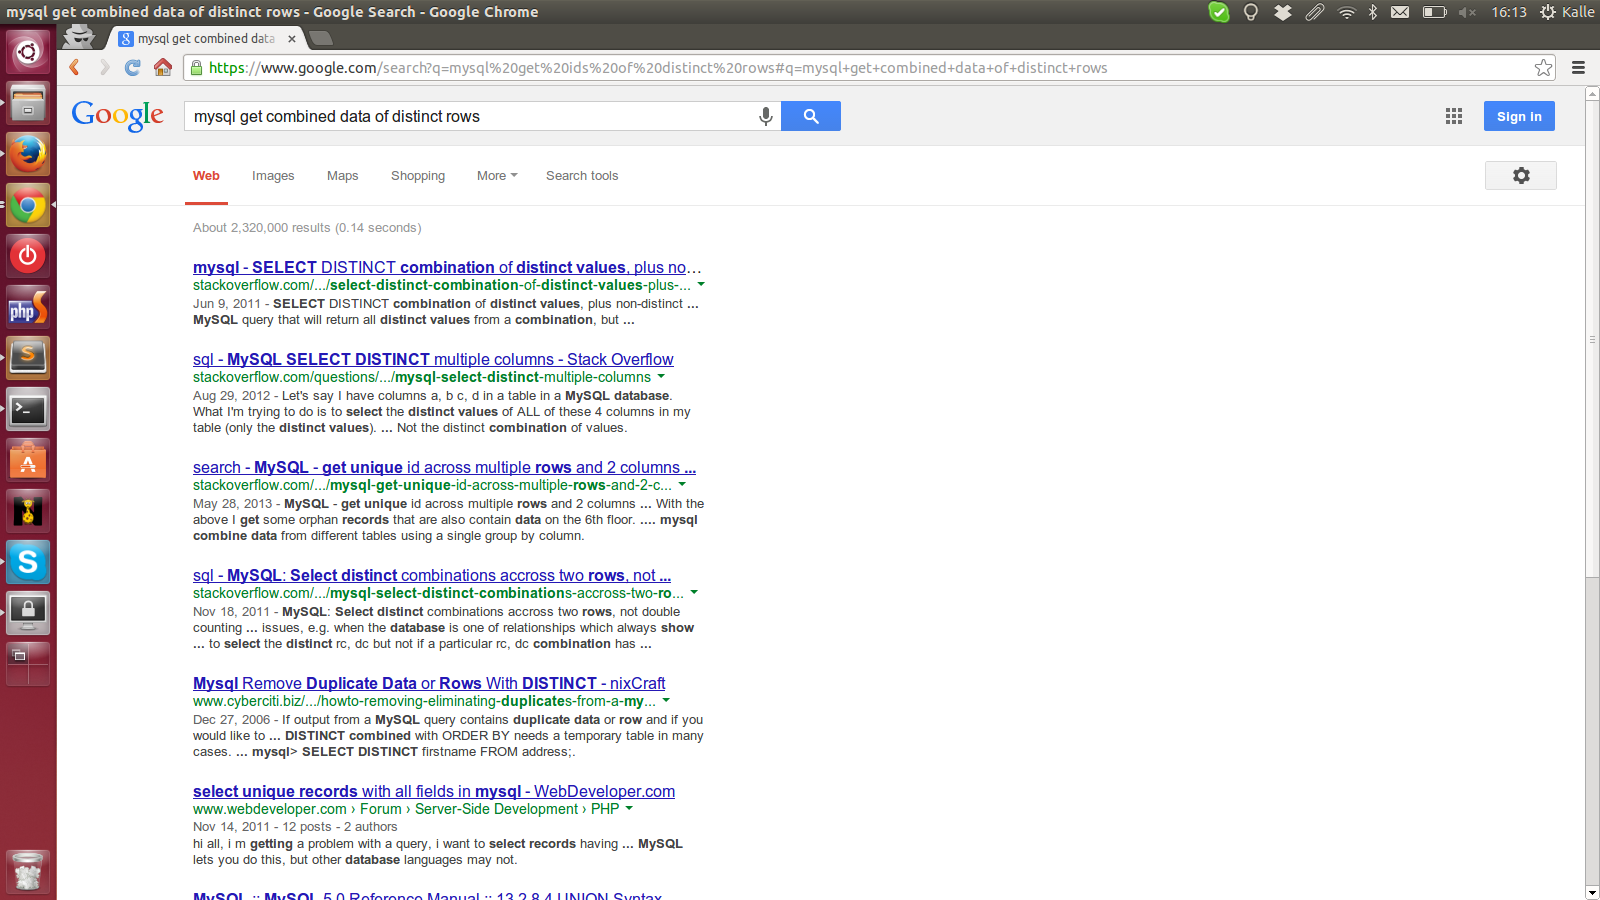 mysql get combined data of distinct rows - Google Search - Google Chrome
16:13 Kalle
mysql get combined data
https://www.google.com/search?q=mysql%20get%20ids%20of%20distinct%20rows#q=mysql+get+combined+data+of+distinct+rows
Google
mysql get combined data of distinct rows
Sign in
Web Images Maps Shopping More Search tools
About 2,320,000 results (0.14 seconds)
mysql - SELECT DISTINCT combination of distinct values, plus no...
stackoverflow.com/.../select-distinct-combination-of-distinct-values-plus-...
Jun 9, 2011 - SELECT DISTINCT combination of distinct values, plus non-distinct ...
MySQL query that will return all distinct values from a combination, but ...
sql - MySQL SELECT DISTINCT multiple columns - Stack Overflow
stackoverflow.com/questions/.../mysql-select-distinct-multiple-columns
Aug 29, 2012 - Let's say I have columns a, b c, d in a table in a MySQL database.
What I'm trying to do is to select the distinct values of ALL of these 4 columns in my
table (only the distinct values). ... Not the distinct combination of values.
search - MySQL - get unique id across multiple rows and 2 columns ...
stackoverflow.com/.../mysql-get-unique-id-across-multiple-rows-and-2-c...
May 28, 2013 - MySQL - get unique id across multiple rows and 2 columns ... With the
above I get some orphan records that are also contain data on the 6th floor. .... mysql
combine data from different tables using a single group by column.
sql - MySQL: Select distinct combinations accross two rows, not ...
stackoverflow.com/.../mysql-select-distinct-combinations-accross-two-ro...
Nov 18, 2011 - MySQL: Select distinct combinations accross two rows, not double
counting ... issues, e.g. when the database is one of relationships which always show
... to select the distinct rc, dc but not if a particular rc, dc combination has ...
Mysql Remove Duplicate Data or Rows With DISTINCT - nixCraft
www.cyberciti.biz/.../howto-removing-eliminating-duplicates-from-a-my...
Dec 27, 2006 - If output from a MySQL query contains duplicate data or row and if you
would like to ... DISTINCT combined with ORDER BY needs a temporary table in many
cases. ... mysql> SELECT DISTINCT firstname FROM address;.
select unique records with all fields in mysql - WebDeveloper.com
www.webdeveloper.com › Forum › Server-Side Development › PHP
Nov 14, 2011 - 12 posts - 2 authors
hi all, i m getting a problem with a query, i want to select records having ... MySQL
lets you do this, but other database languages may not.
MySQL :: MySQL 5.0 Reference Manual :: 13.2.8.4 UNION Syntax
php